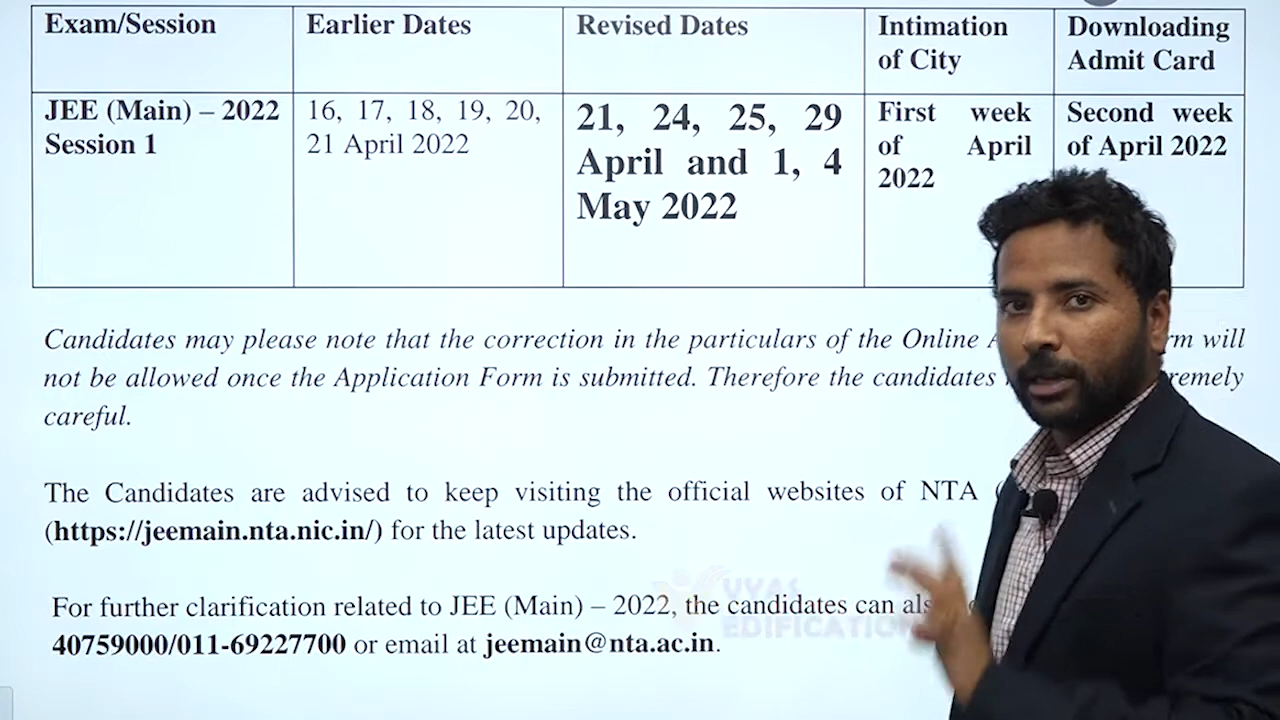 Exam/Session Earlier Dates Revised Dates Intimation of City Downloading Admit Card
JEE (Main) – 2022 Session 1
16, 17, 18, 19, 20,
21 April 2022
21, 24, 25, 29
April and 1, 4
May 2022
First week
of April
2022
Second week
of April 2022
Candidates may please note that the correction in the particulars of the Online
rm will
not be allowed once the Application Form is submitted. Therefore the candidates
remely
careful.
The Candidates are advised to keep visiting the official websites of NTA (
(https://jeemain.nta.nic.in/) for the latest updates.
For further clarification related to JEE (Main) – 2022, the candidates can
40759000/011-69227700 or email at jeemain@nta.ac.in.
VYAS
EDIFICATION